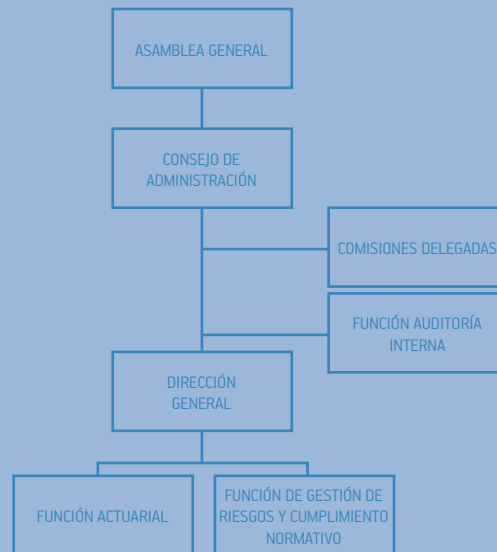 ASAMBLEA GENERAL
CONSEJO DE
ADMINISTRACIÓN
COMISIONES DELEGADAS
FUNCIÓN AUDITORÍA
INTERNA
DIRECCIÓN
GENERAL
FUNCIÓN ACTUARIAL
FUNCIÓN DE GESTIÓN DE
RIESGOS Y CUMPLIMIENTO
NORMATIVO